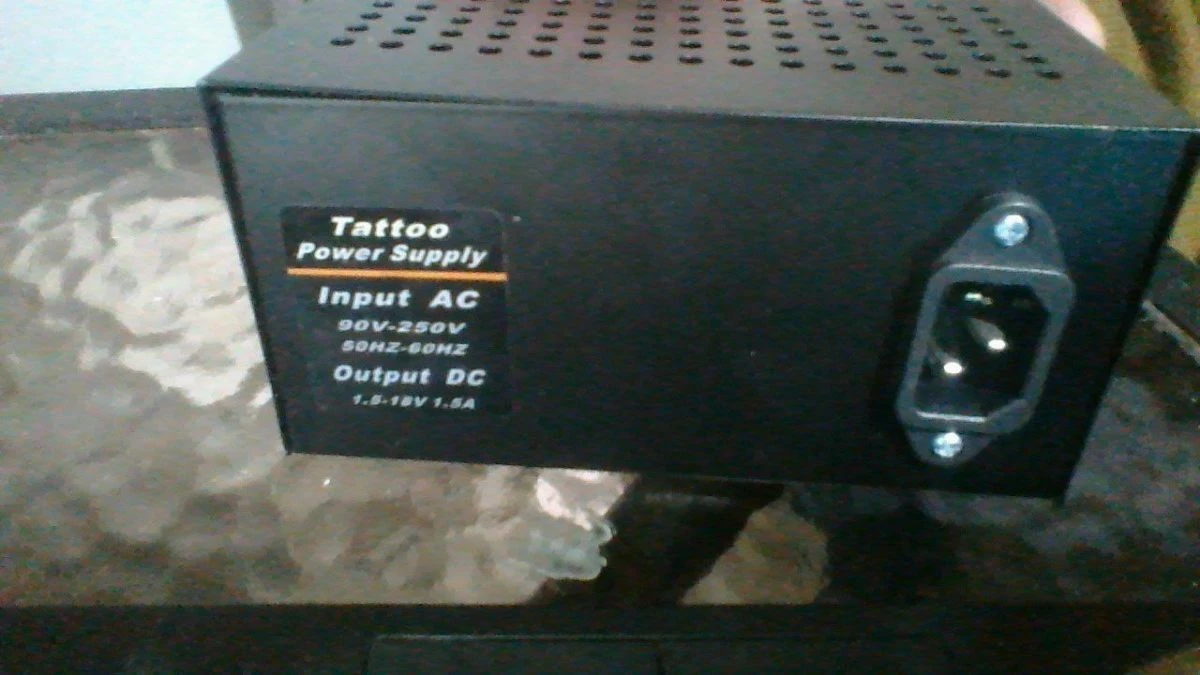 Tattoo
Power Supply
Input AC
90V-250V
50HZ-60HZ
Output DC
1.5-18V 1.5A